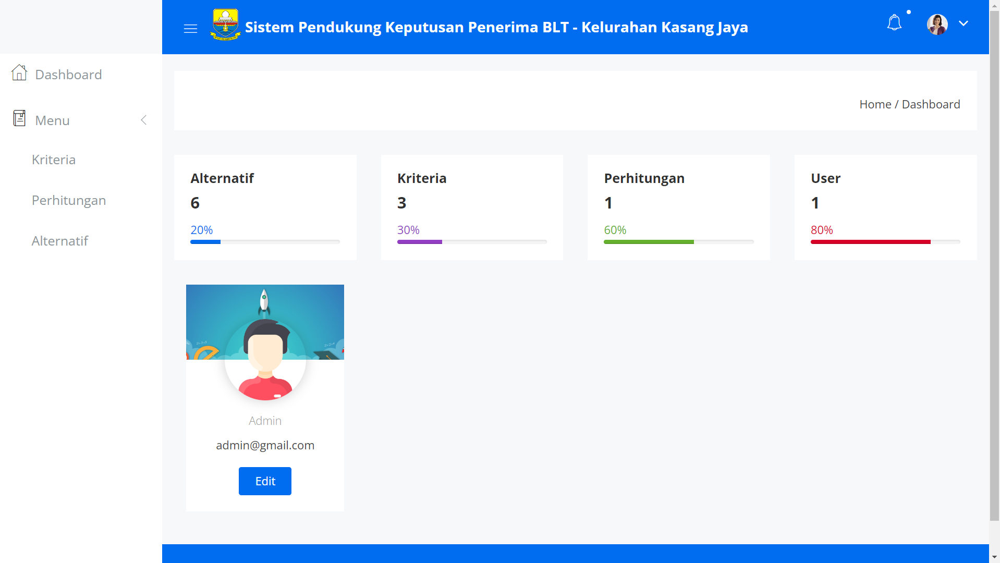 Sistem Pendukung Keputusan Penerima BLT - Kelurahan Kasang Jaya
Dashboard
Menu
Kriteria
Perhitungan
Alternatif
Home / Dashboard
Alternatif
6
20%
Kriteria
3
30%
Perhitungan
1
60%
User
1
80%
Admin
admin@gmail.com
Edit